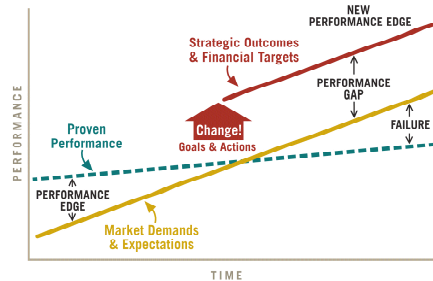 NEW
PERFORMANCE EDGE
Strategic Outcomes
& Financial Targets
PERFORMANCE
GAP
Change!
Goals & Actions
FAILURE
Proven
Performance
PERFORMANCE
EDGE
Market Demands
& Expectations
PERFORMANCE
TIME